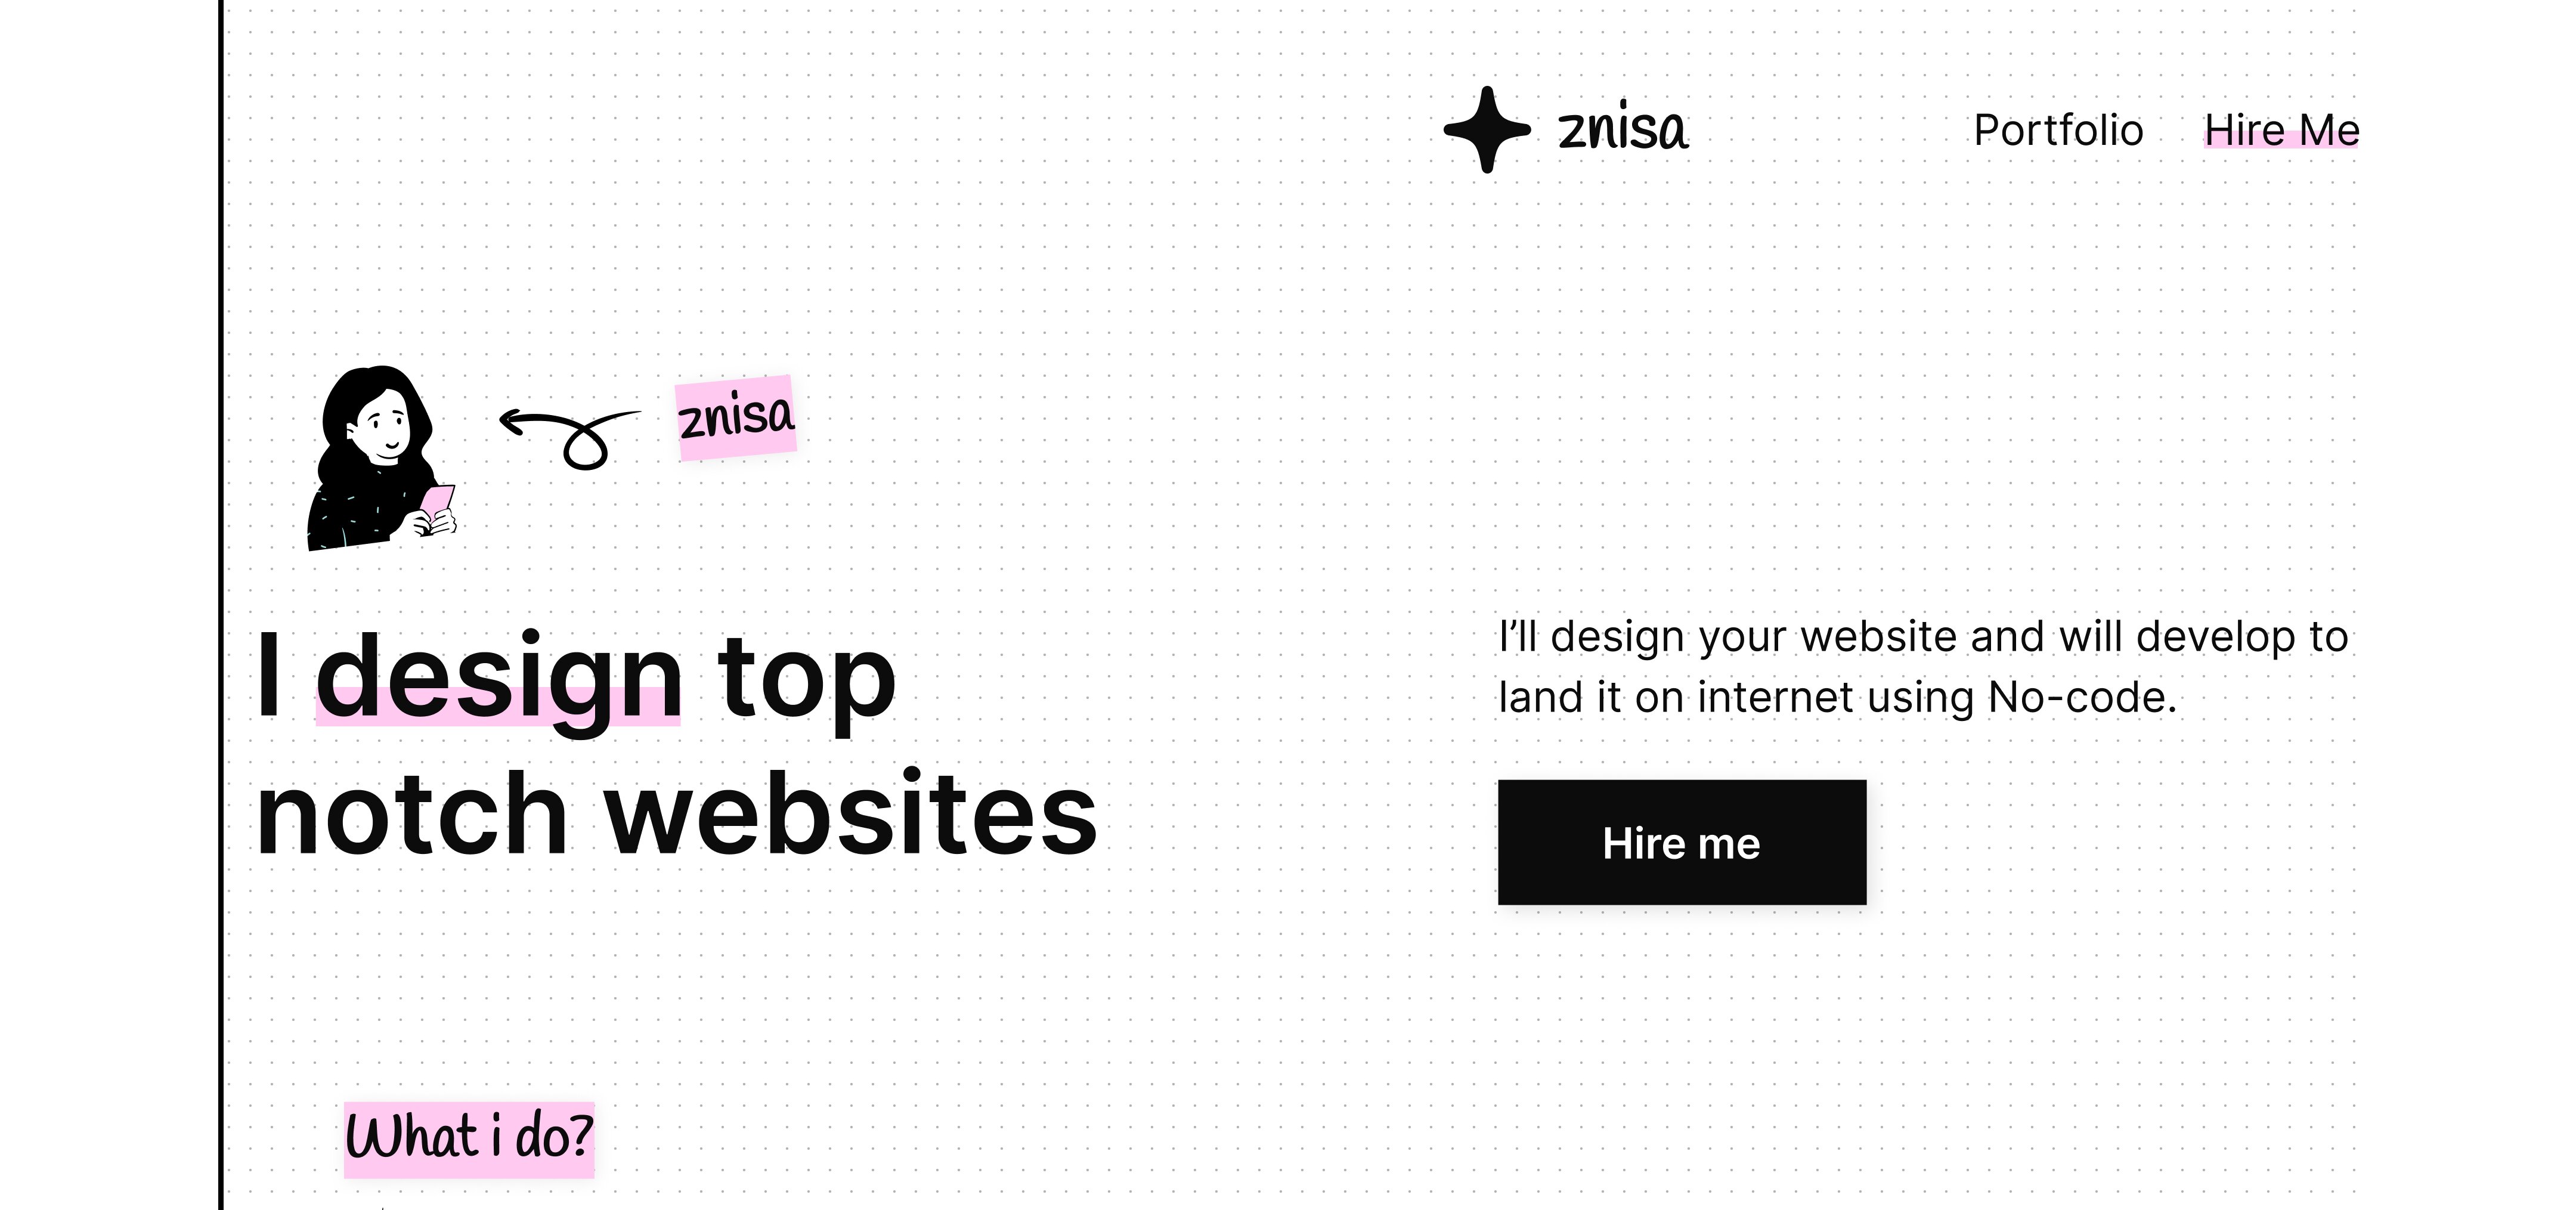 znisa
Portfolio
Hire Me
znisa
I design top
notch websites
I’ll design your website and will develop to
land it on internet using No-code.
Hire me
What i do?